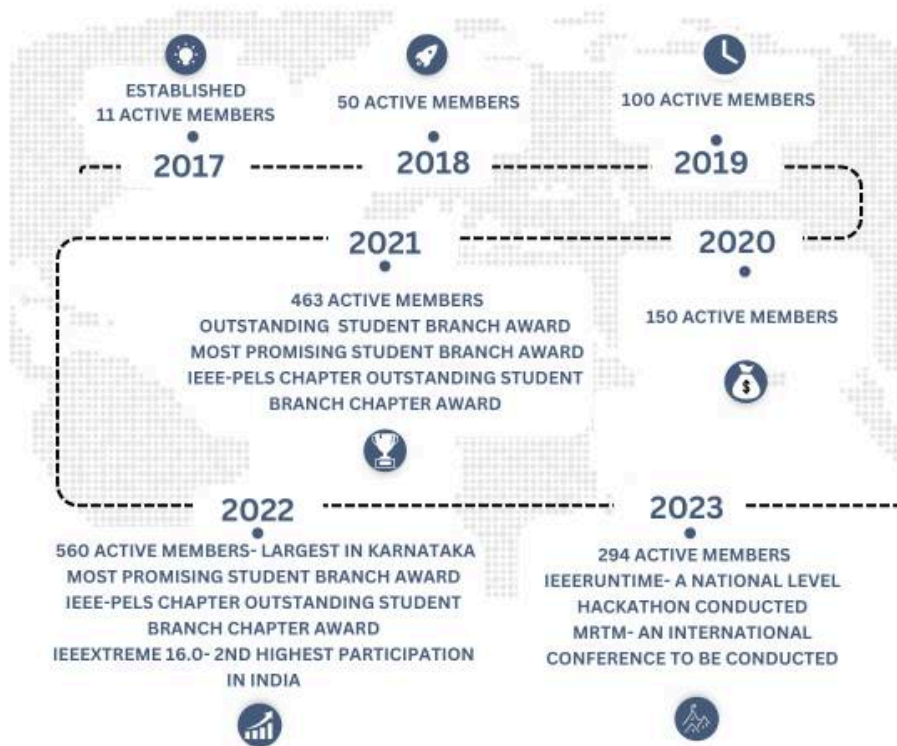 ESTABLISHED
11 ACTIVE MEMBERS
2017
50 ACTIVE MEMBERS
2018
100 ACTIVE MEMBERS
2019
2020
150 ACTIVE MEMBERS
$
2021
463 ACTIVE MEMBERS
OUTSTANDING STUDENT BRANCH AWARD
MOST PROMISING STUDENT BRANCH AWARD
IEEE-PELS CHAPTER OUTSTANDING STUDENT
BRANCH CHAPTER AWARD
2022
560 ACTIVE MEMBERS- LARGEST IN KARNATAKA
MOST PROMISING STUDENT BRANCH AWARD
IEEE-PELS CHAPTER OUTSTANDING STUDENT
BRANCH CHAPTER AWARD
IEEEXTREME 16.0- 2ND HIGHEST PARTICIPATION
IN INDIA
2023
294 ACTIVE MEMBERS
IEEERUNTIME- A NATIONAL LEVEL
HACKATHON CONDUCTED
MRTM- AN INTERNATIONAL
CONFERENCE TO BE CONDUCTED